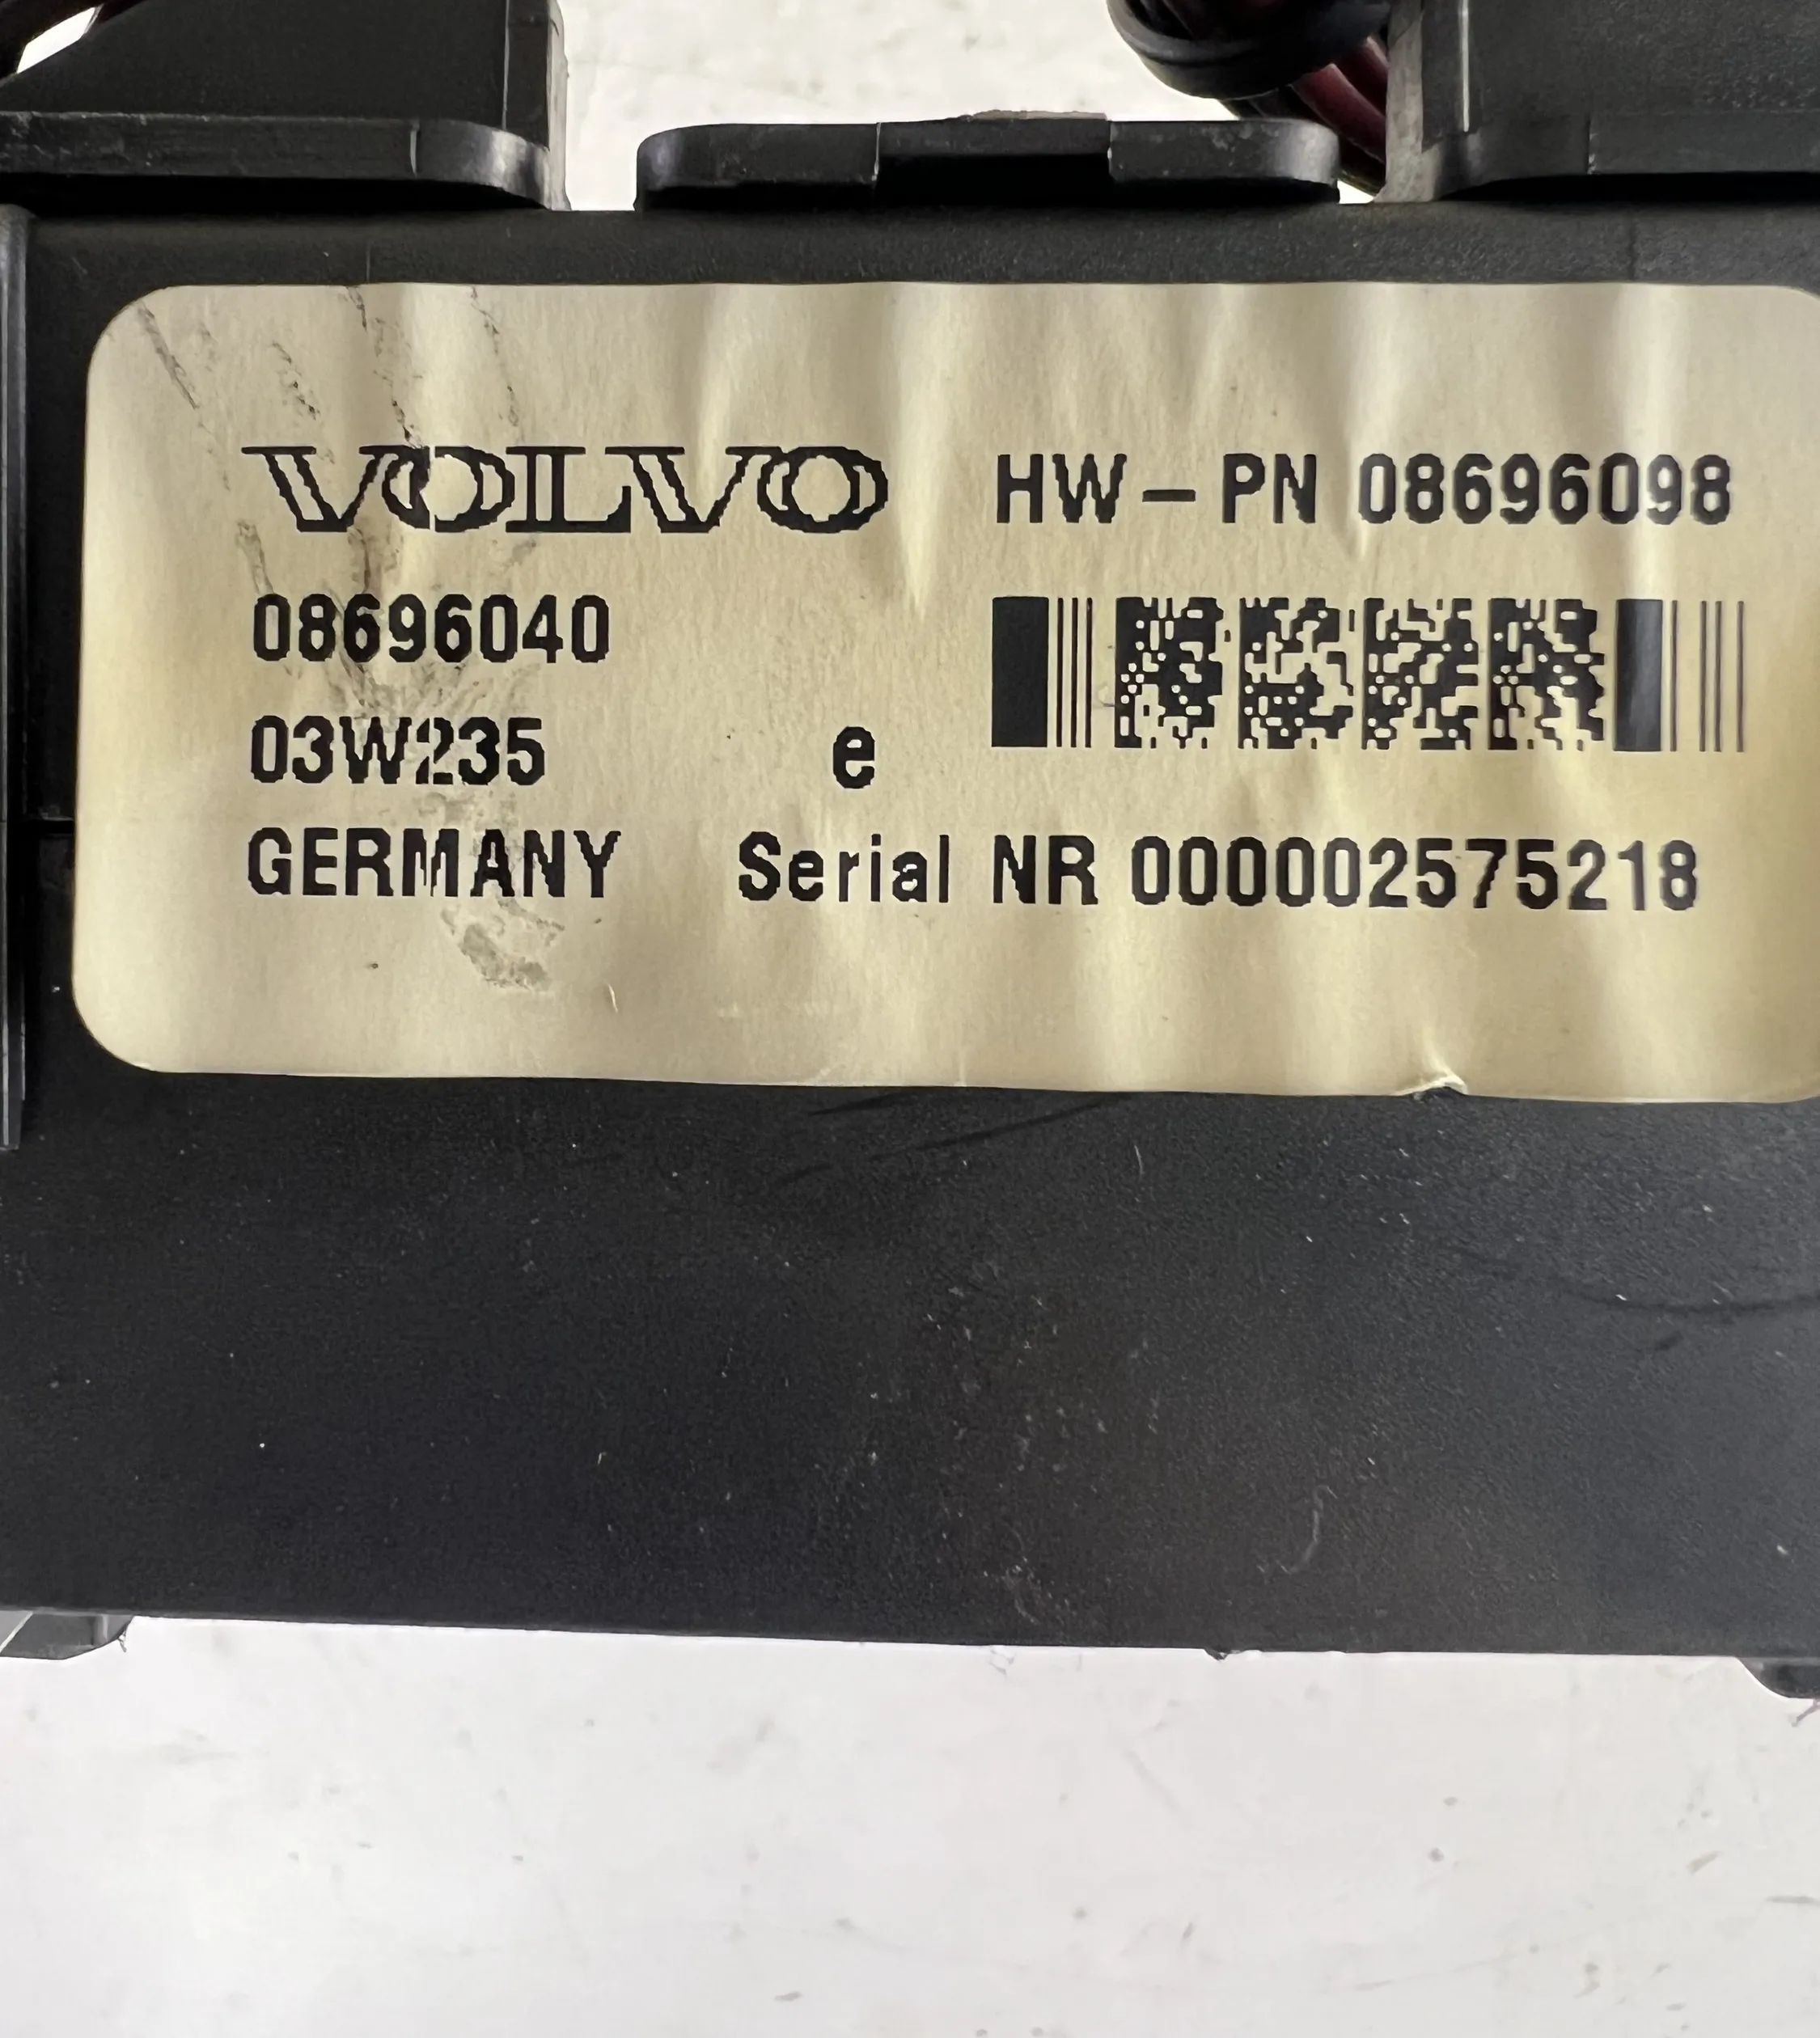 VOLVO HW-PN 08696098
08696040
03W235 e
GERMANY Serial NR 000002575218